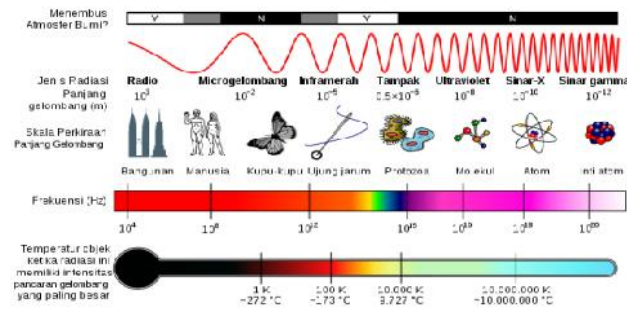 Menembus
Atmosfer Bumi?
Y N Y N
Jenis Radiasi
Panjang
gelombang (m)
Radio Microgelombang Inframerah Tampak Ultraviolet Sinar-X Sinar gamma
10³ 10⁻² 10⁻⁵ 0.5×10⁻⁶ 10⁻⁸ 10⁻¹⁰ 10⁻¹²
Skala Perkiraan
Panjang Gelombang
Bangunan Manusia Kupu-kupu Ujung jarum Protozoa Molekul Atom Inti atom
Frekuensi (Hz)
10⁴ 10⁸ 10¹² 10¹⁵ 10¹⁶ 10¹⁸ 10²⁰
Temperatur objek
ketika radiasi ini
memiliki intensitas
pancaran gelombang
yang paling besar
1 K 100 K 10.000 K 10.000.000 K
−272 °C −173 °C 9.727 °C ~10.000.000 °C